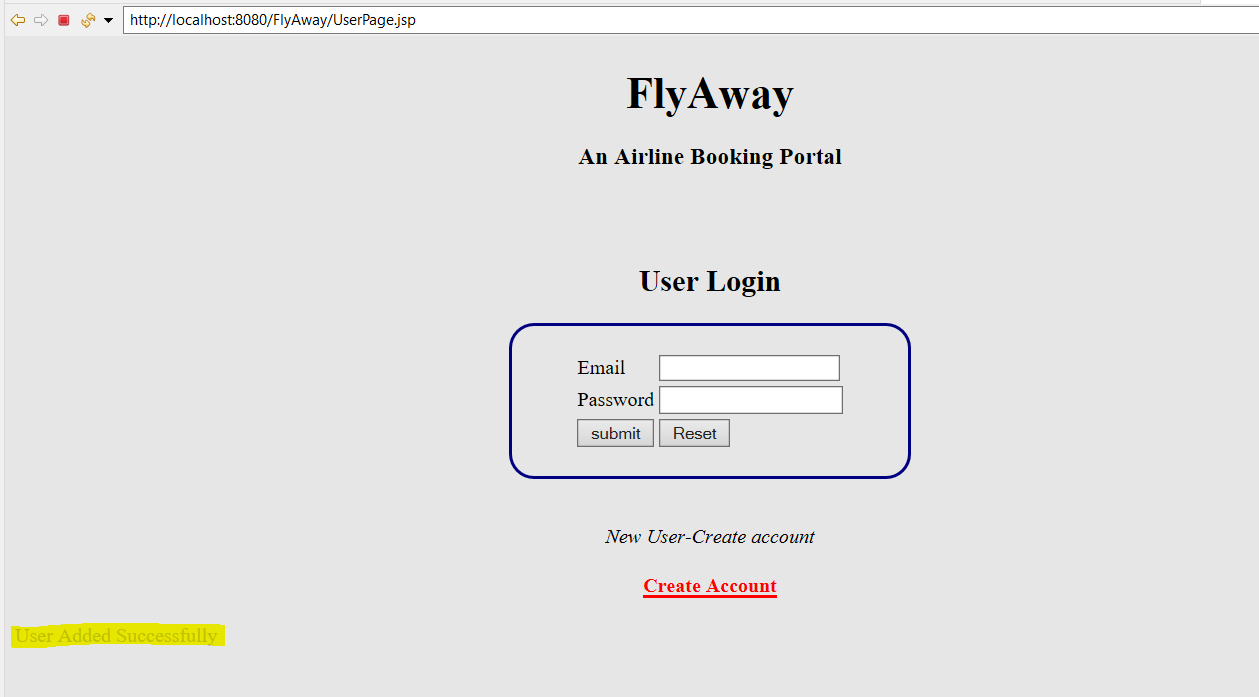 http://localhost:8080/FlyAway/UserPage.jsp
FlyAway
An Airline Booking Portal
User Login
Email
Password
submit Reset
New User-Create account
Create Account
User Added Successfully